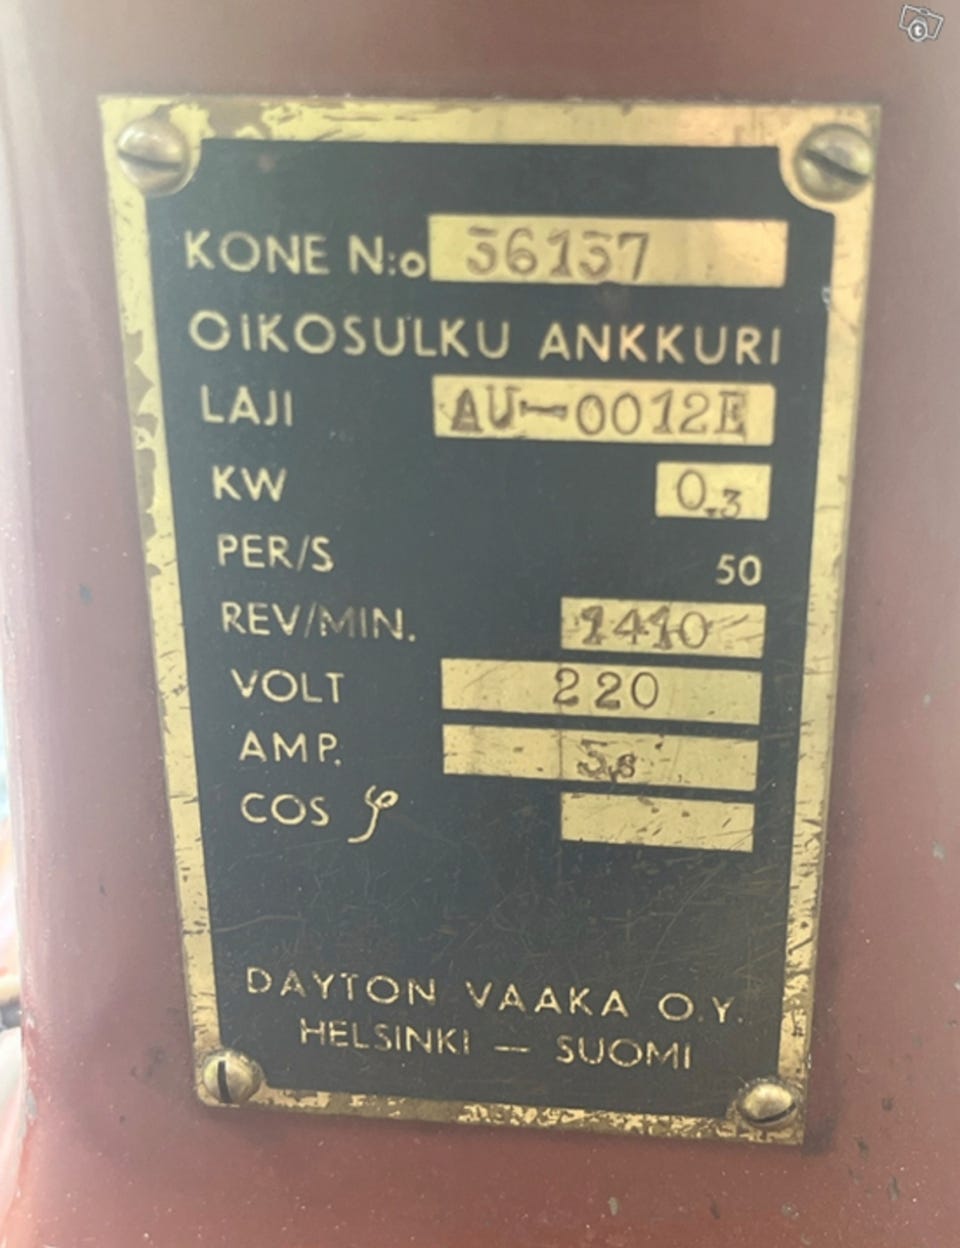 KONE N:o 36137
OIKOSULKU ANKKURI
LAJI AU-0012E
KW 0.3
PER/S 50
REV/MIN. 1410
VOLT 220
AMP. 3,8
COS φ
DAYTON VAAKA O.Y.
HELSINKI — SUOMI